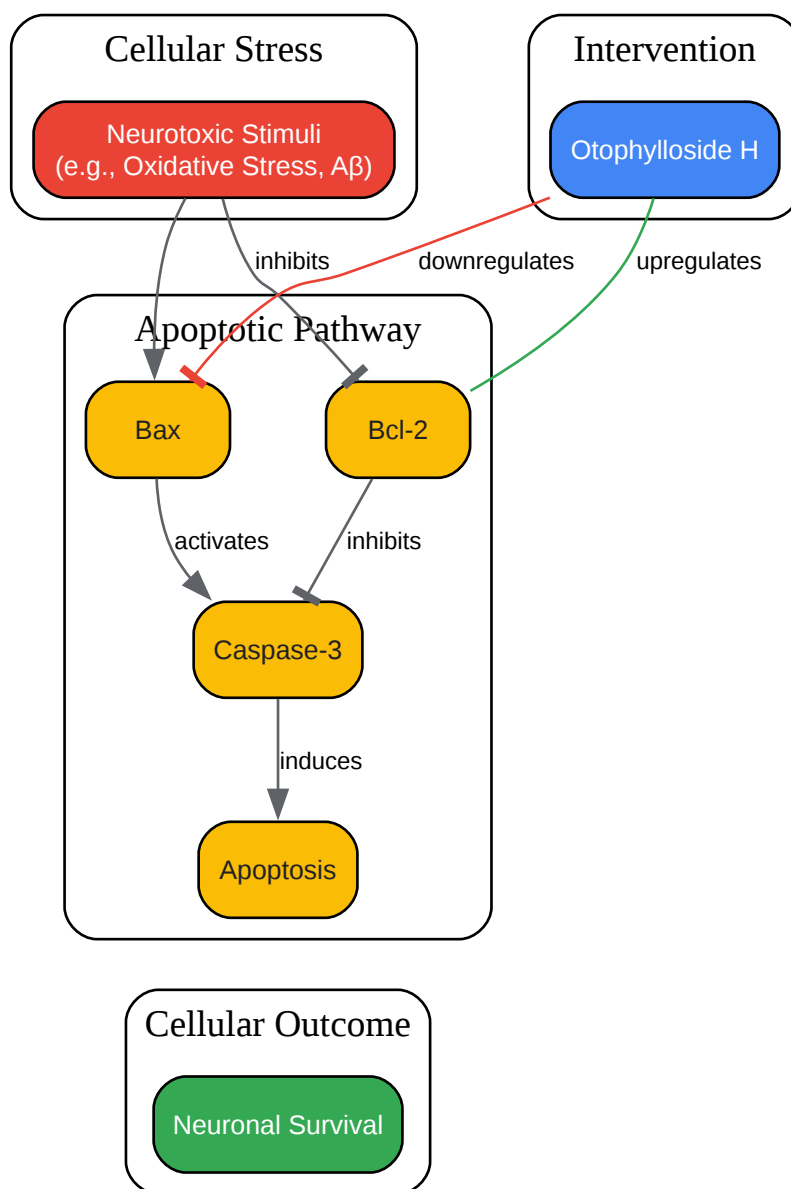 Cellular Stress
Intervention
Neurotoxic Stimuli
(e.g., Oxidative Stress, Aβ)
Otophylloside H
inhibits
downregulates
upregulates
Apoptotic Pathway
Bax
Bcl-2
activates
inhibits
Caspase-3
induces
Apoptosis
Cellular Outcome
Neuronal Survival